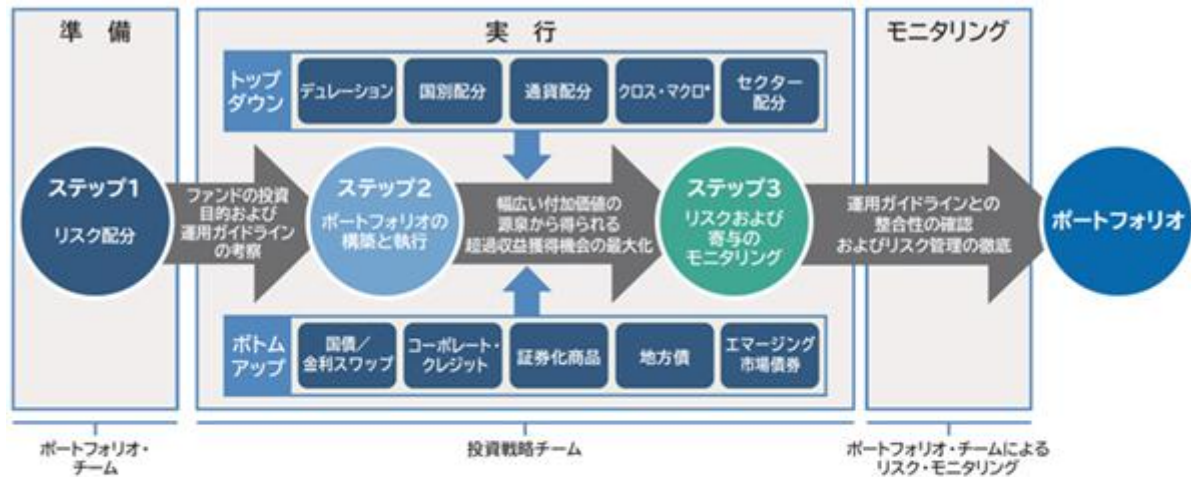 準 備
実 行
モニタリング
トップ
ダウン
デュレーション
国別配分
通貨配分
クロス・マクロ*
セクター
配分
ステップ1
リスク配分
ファンドの投資
目的および
運用ガイドライン
の考察
ステップ2
ポートフォリオの
構築と執行
幅広い付加価値の
源泉から得られる
超過収益獲得機会の最大化
ステップ3
リスクおよび
寄与の
モニタリング
運用ガイドラインとの
整合性の確認
およびリスク管理の徹底
ポートフォリオ
ボトム
アップ
国債/
金利スワップ
コーポレート・
クレジット
証券化商品
地方債
エマージング
市場債券
ポートフォリオ・
チーム
投資戦略チーム
ポートフォリオ・チームによる
リスク・モニタリング